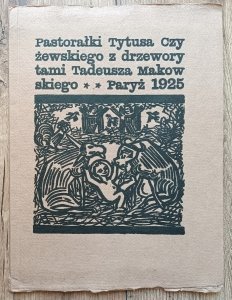 Pastorałki Tytusa Czy
żewskiego z drzewory
tami Tadeusza Makow
skiego ** Paryż 1925